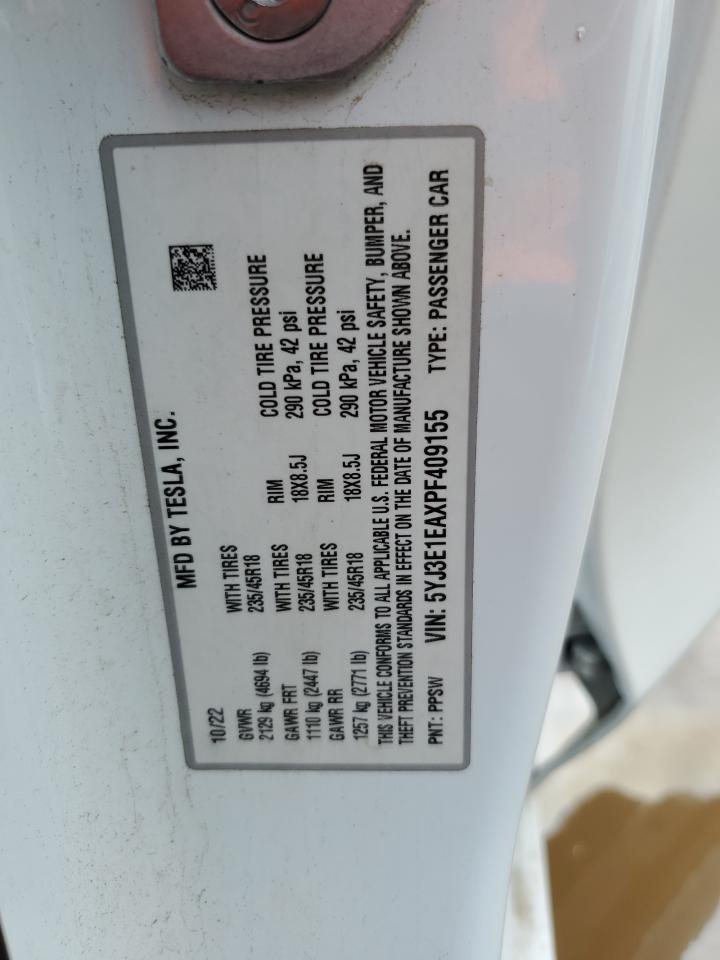 MFD BY TESLA, INC.
10/22
GVWR WITH TIRES RIM COLD TIRE PRESSURE
2129 kg (4694 lb) 235/45R18 18X8.5J 290 kPa, 42 psi
GAWR FRT WITH TIRES RIM COLD TIRE PRESSURE
1110 kg (2447 lb) 235/45R18 18X8.5J 290 kPa, 42 psi
GAWR RR
1257 kg (2771 lb) 235/45R18
THIS VEHICLE CONFORMS TO ALL APPLICABLE U.S. FEDERAL MOTOR VEHICLE SAFETY, BUMPER, AND
THEFT PREVENTION STANDARDS IN EFFECT ON THE DATE OF MANUFACTURE SHOWN ABOVE.
PNT: PPSW VIN: 5YJ3E1EAXPF409155 TYPE: PASSENGER CAR